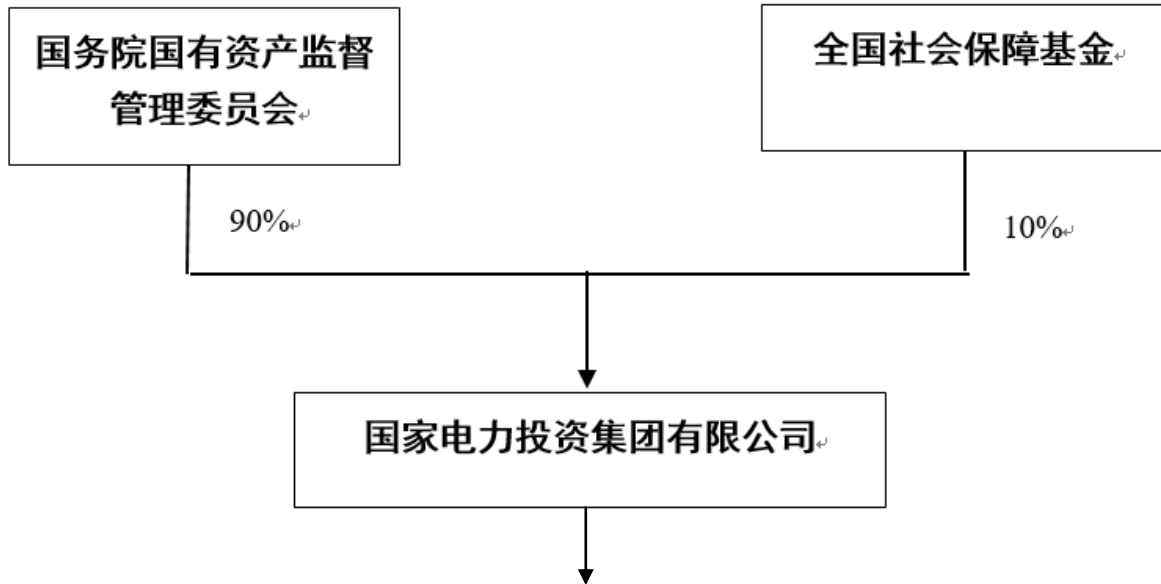 国务院国有资产监督
管理委员会
全国社会保障基金
90%
10%
国家电力投资集团有限公司